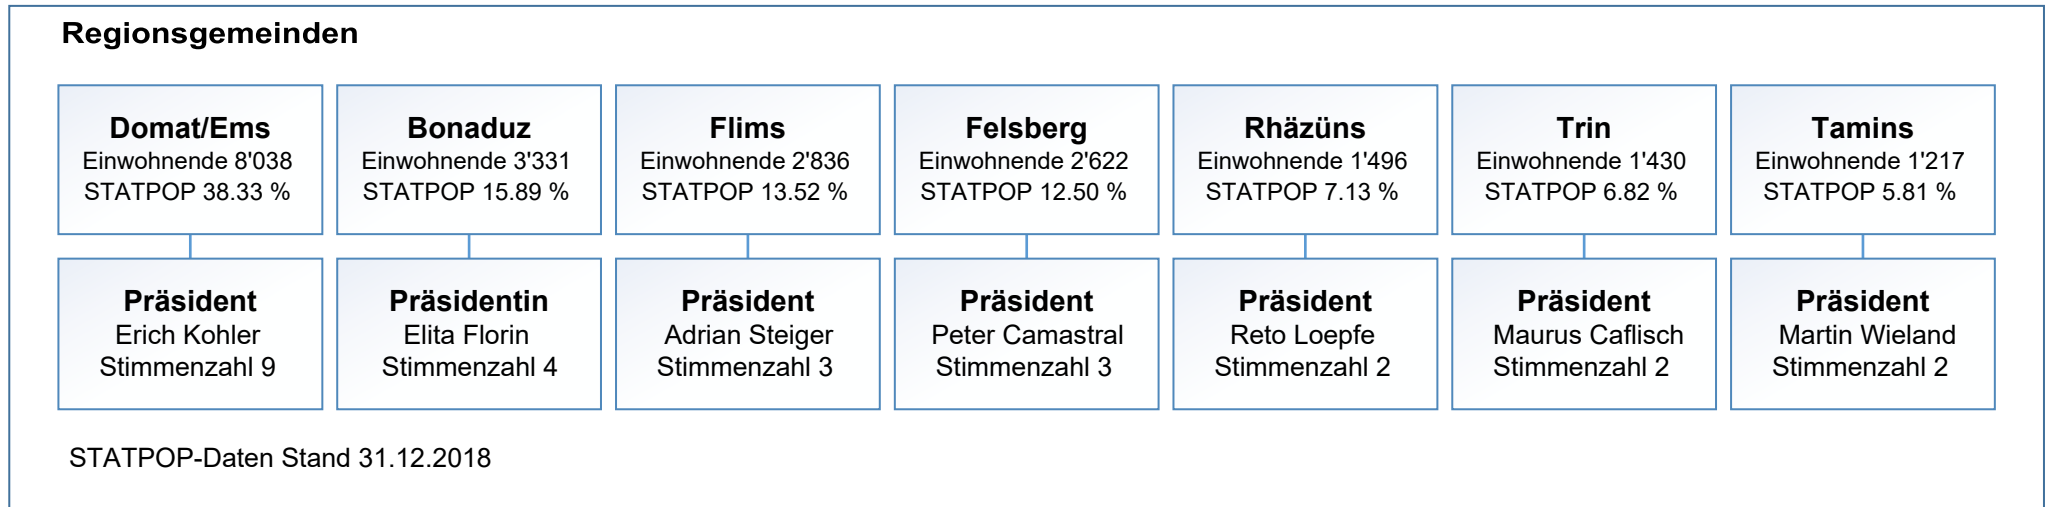 Regionsgemeinden
Domat/Ems
Einwohnende 8'038
STATPOP 38.33 %
Bonaduz
Einwohnende 3'331
STATPOP 15.89 %
Flims
Einwohnende 2'836
STATPOP 13.52 %
Felsberg
Einwohnende 2'622
STATPOP 12.50 %
Rhäzüns
Einwohnende 1'496
STATPOP 7.13 %
Trin
Einwohnende 1'430
STATPOP 6.82 %
Tamins
Einwohnende 1'217
STATPOP 5.81 %
Präsident
Erich Kohler
Stimmenzahl 9
Präsidentin
Elita Florin
Stimmenzahl 4
Präsident
Adrian Steiger
Stimmenzahl 3
Präsident
Peter Camastral
Stimmenzahl 3
Präsident
Reto Loepfe
Stimmenzahl 2
Präsident
Maurus Caflisch
Stimmenzahl 2
Präsident
Martin Wieland
Stimmenzahl 2
STATPOP-Daten Stand 31.12.2018